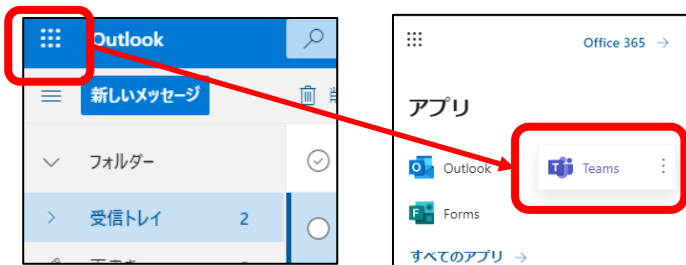 Outlook
新しいメッセージ
フォルダー
受信トレイ 2
Office 365 →
アプリ
Outlook
Teams
Forms
すべてのアプリ →